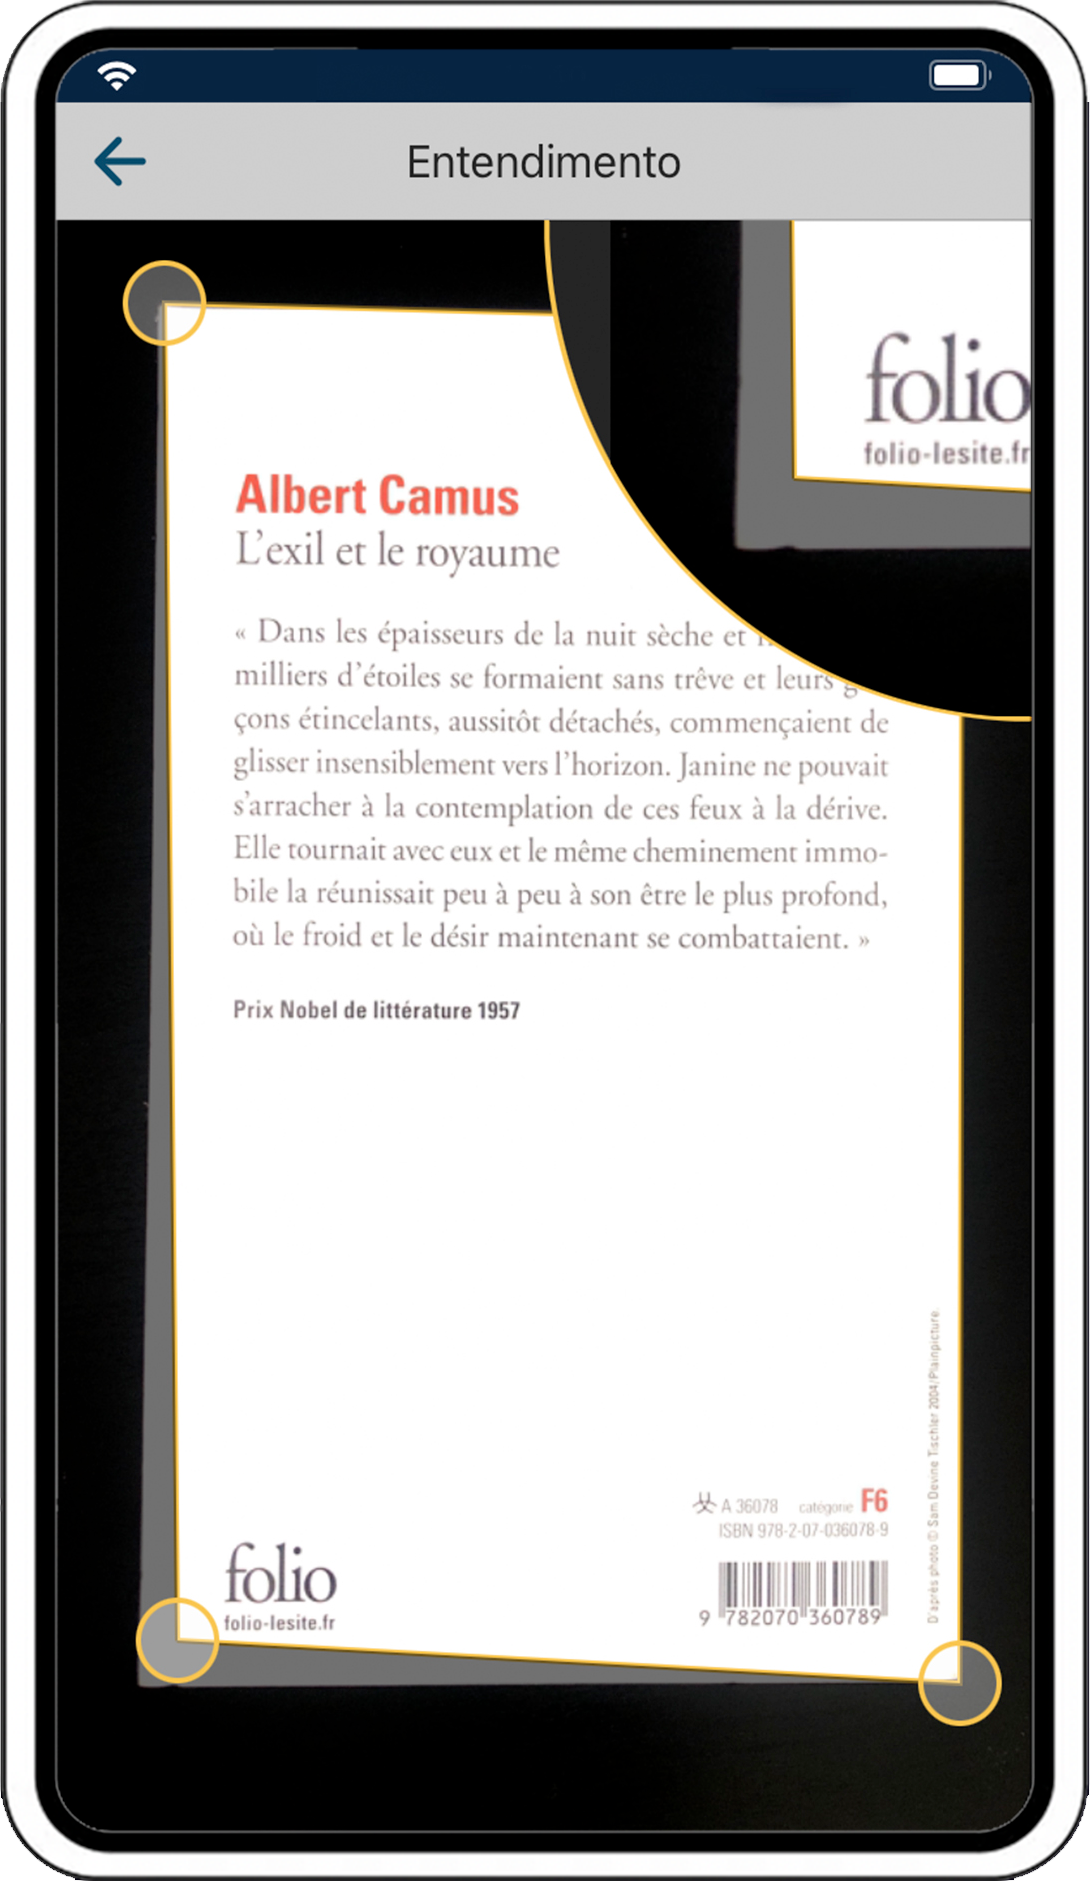 Entendimento
folio
folio-lesite.fr
Albert Camus
L'exil et le royaume
« Dans les épaisseurs de la nuit sèche et
milliers d'étoiles se formaient sans trêve et leurs
çons étincelants, aussitôt détachés, commençaient de
glisser insensiblement vers l'horizon. Janine ne pouvait
s'arracher à la contemplation de ces feux à la dérive.
Elle tournait avec eux et le même cheminement immo-
bile la réunissait peu à peu à son être le plus profond,
où le froid et le désir maintenant se combattaient. »
Prix Nobel de littérature 1957
D'après photo © Sam Devine Tischler 2004/Plainpicture.
A 36078 catégorie F6
ISBN 978-2-07-036078-9
9 782070 360789
folio
folio-lesite.fr